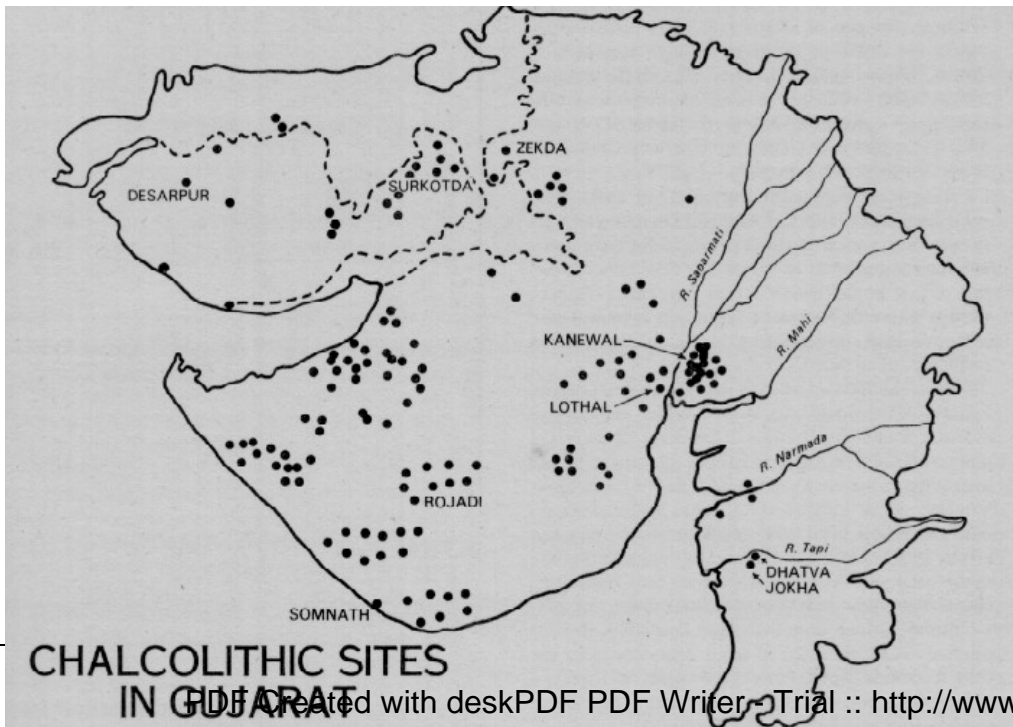 ZEKDA
DESARPUR
SURKOTDA
R. Sabarmati
R. Mahi
KANEWAL
LOTHAL
R. Narmada
ROJADI
R. Tapi
DHATVA
JOKHA
SOMNATH
CHALCOLITHIC SITES
IN GUJARAT
PDF Created with deskPDF PDF Writer - Trial :: http://www